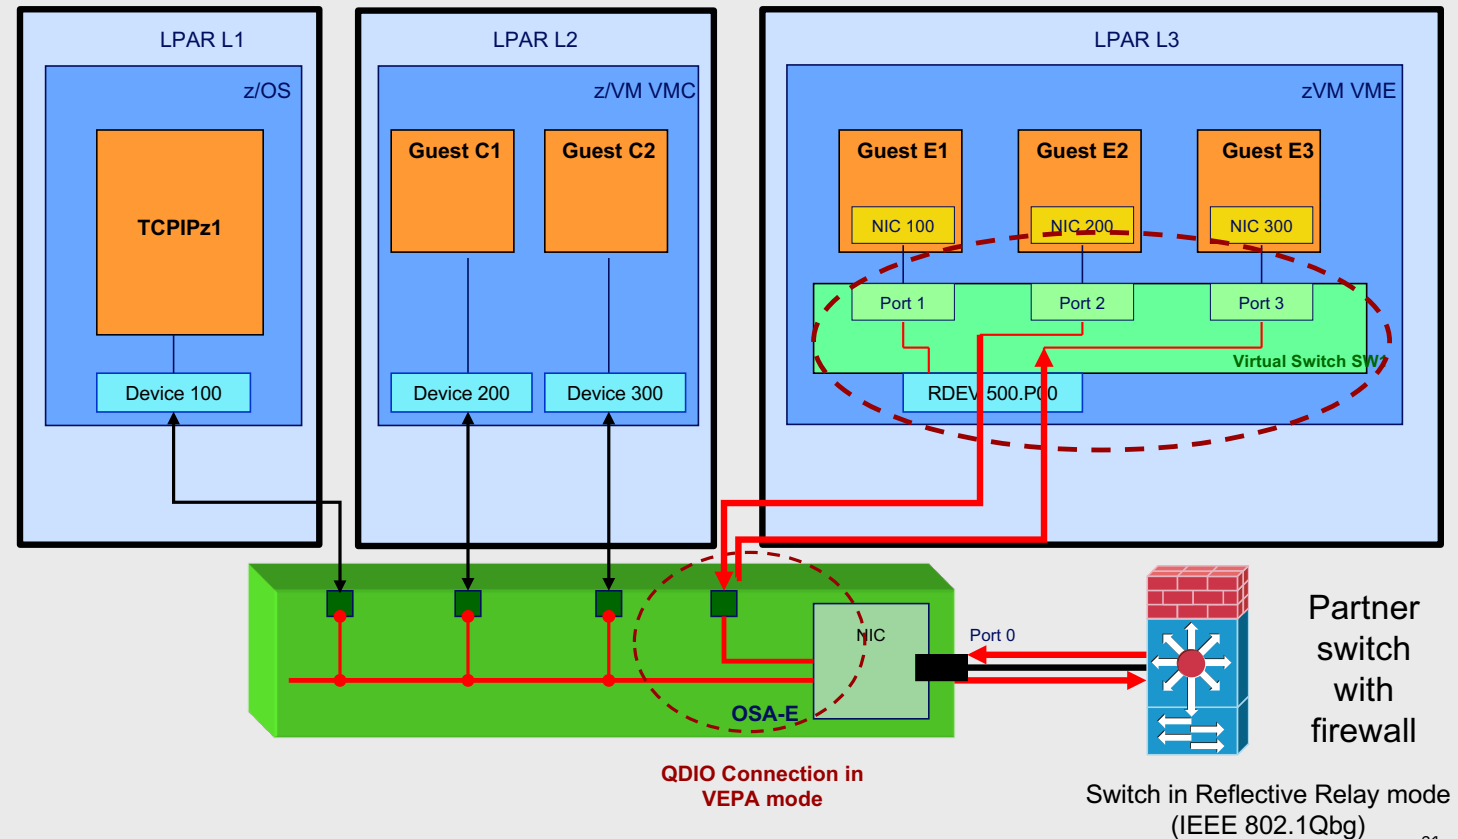 LPAR L1
z/OS
TCPIPz1
Device 100
LPAR L2
z/VM VMC
Guest C1
Guest C2
Device 200
Device 300
LPAR L3
zVM VME
Guest E1
Guest E2
Guest E3
NIC 100
NIC 200
NIC 300
Port 1
Port 2
Port 3
Virtual Switch SW1
RDEV 500.P00
NIC
Port 0
OSA-E
QDIO Connection in
VEPA mode
Partner
switch
with
firewall
Switch in Reflective Relay mode
(IEEE 802.1Qbg)